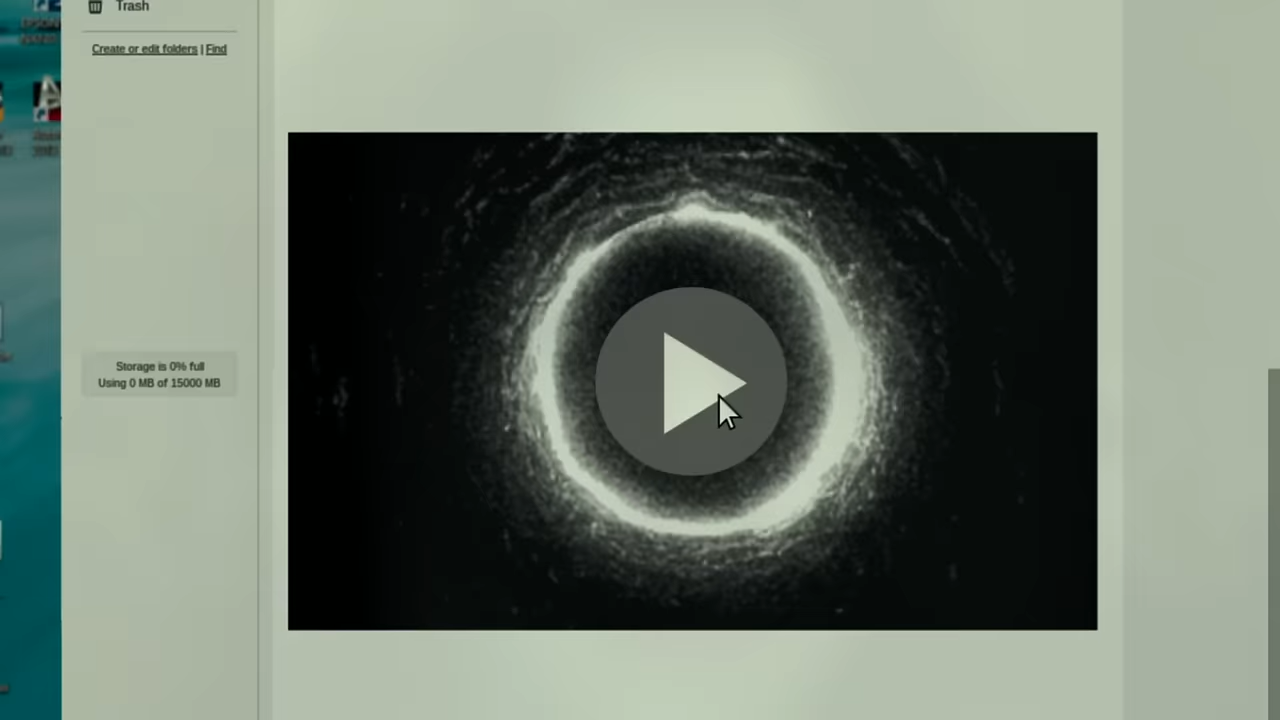 Trash
Create or edit folders | Find
Storage is 0% full
Using 0 MB of 15000 MB